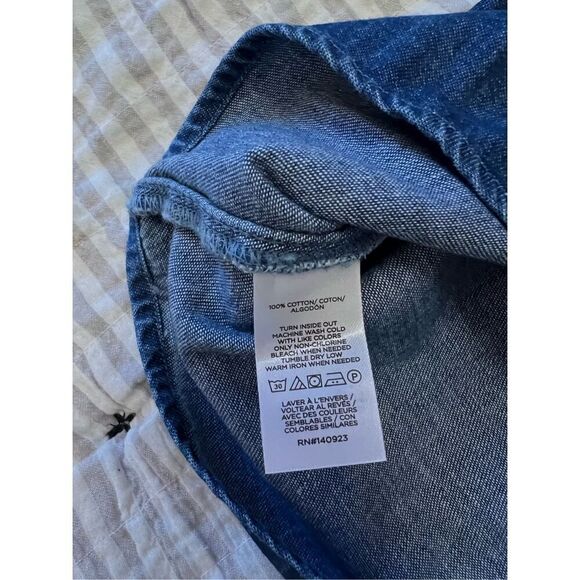 100% COTTON/ COTON/
ALGODÓN
TURN INSIDE OUT
MACHINE WASH COLD
WITH LIKE COLORS
ONLY NON-CHLORINE
BLEACH WHEN NEEDED
TUMBLE DRY LOW
WARM IRON WHEN NEEDED
30 P
LAVER À L'ENVERS/
VOLTEAR AL REVÉS/
AVEC DES COULEURS
SEMBLABLES/ CON
COLORES SIMILARES
RN#140923